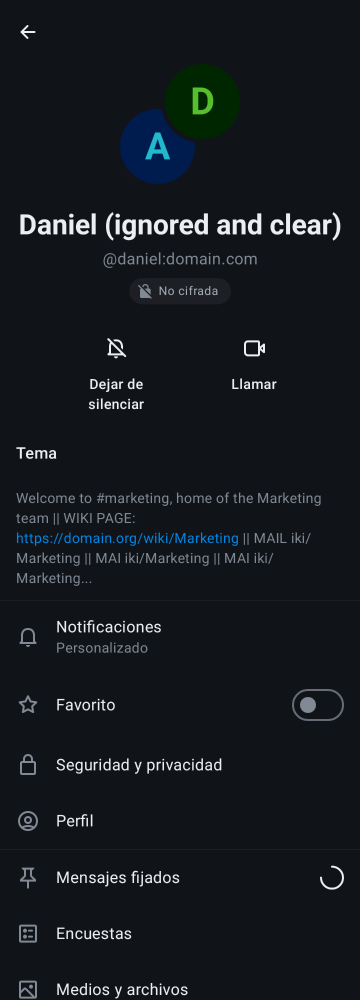 D
A
Daniel (ignored and clear)
@daniel:domain.com
No cifrada
Dejar de
silenciar
Llamar
Tema
Welcome to #marketing, home of the Marketing
team || WIKI PAGE:
https://domain.org/wiki/Marketing || MAIL iki/
Marketing || MAI iki/Marketing || MAI iki/
Marketing...
Notificaciones
Personalizado
Favorito
Seguridad y privacidad
Perfil
Mensajes fijados
Encuestas
Medios y archivos